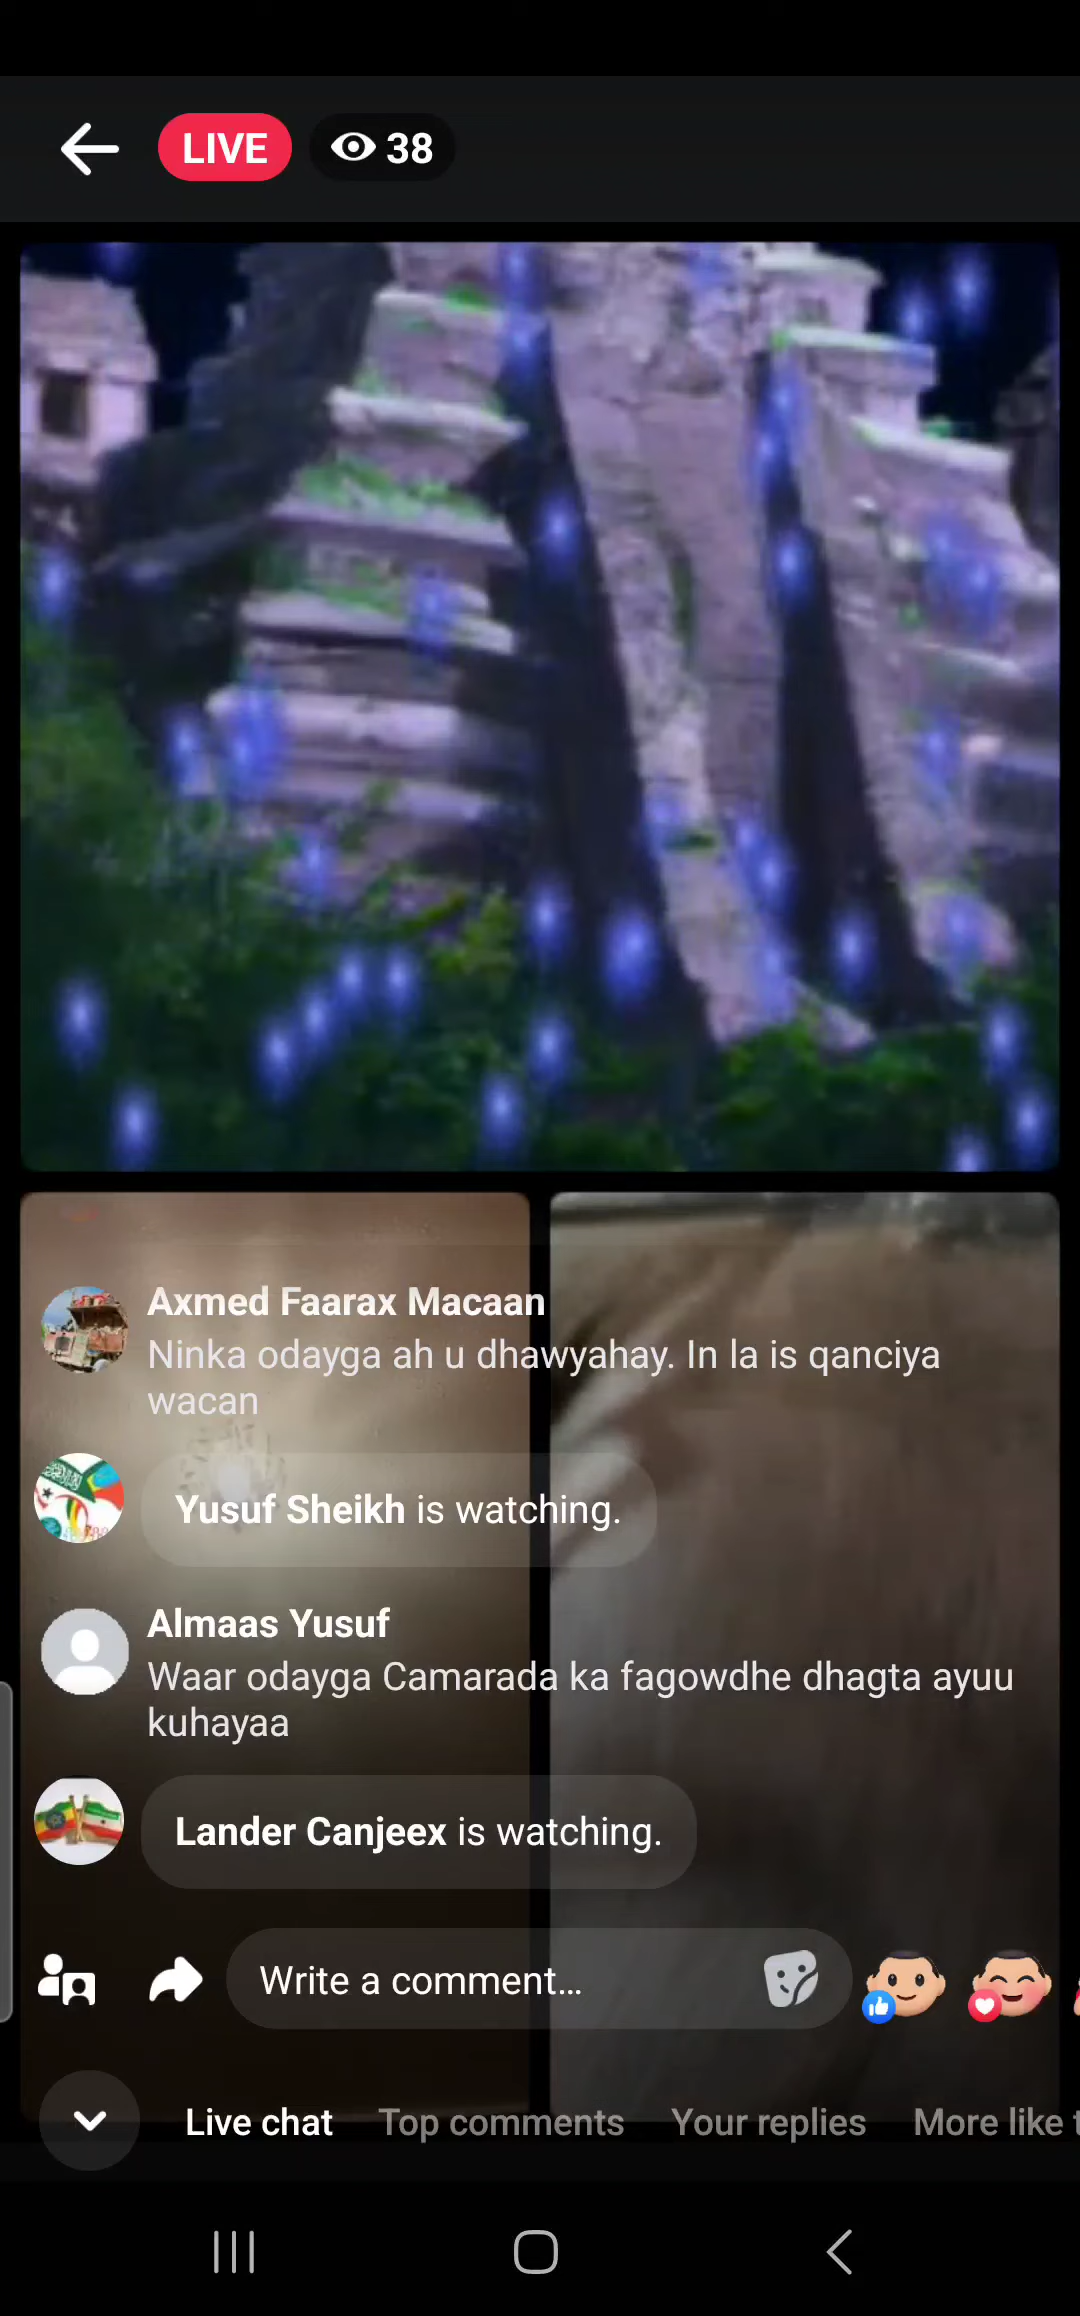 LIVE
38
Axmed Faarax Macaan
Ninka odayga ah u dhawyahay. In la is qanciya
wacan
Yusuf Sheikh is watching.
Almaas Yusuf
Waar odayga Camarada ka fagowdhe dhagta ayuu
kuhayaa
Lander Canjeex is watching.
Write a comment...
Live chat Top comments Your replies More like